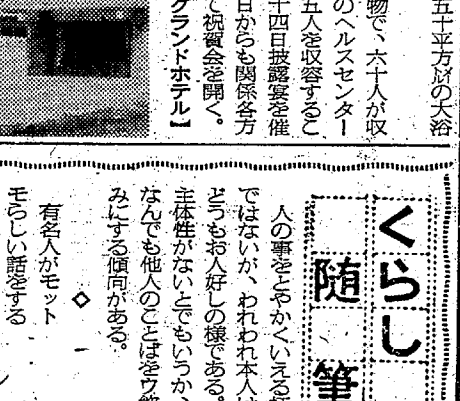 五十平方㍍の大浴
物で、六十人が収
のヘルスセンター
五人を収容するこ
十四日披露宴を催
日からも関係各方
て祝賀会を開く。
グランドホテル】
くらし
随筆
人の事をとやかくいえる
ではないが、われわれ本人は
どうもお人好しの様である。
主体性がないとでもいうか、
なんでも他人のことばをウ
みにする傾向がある。
◇
有名人がモット
モらしい話をする